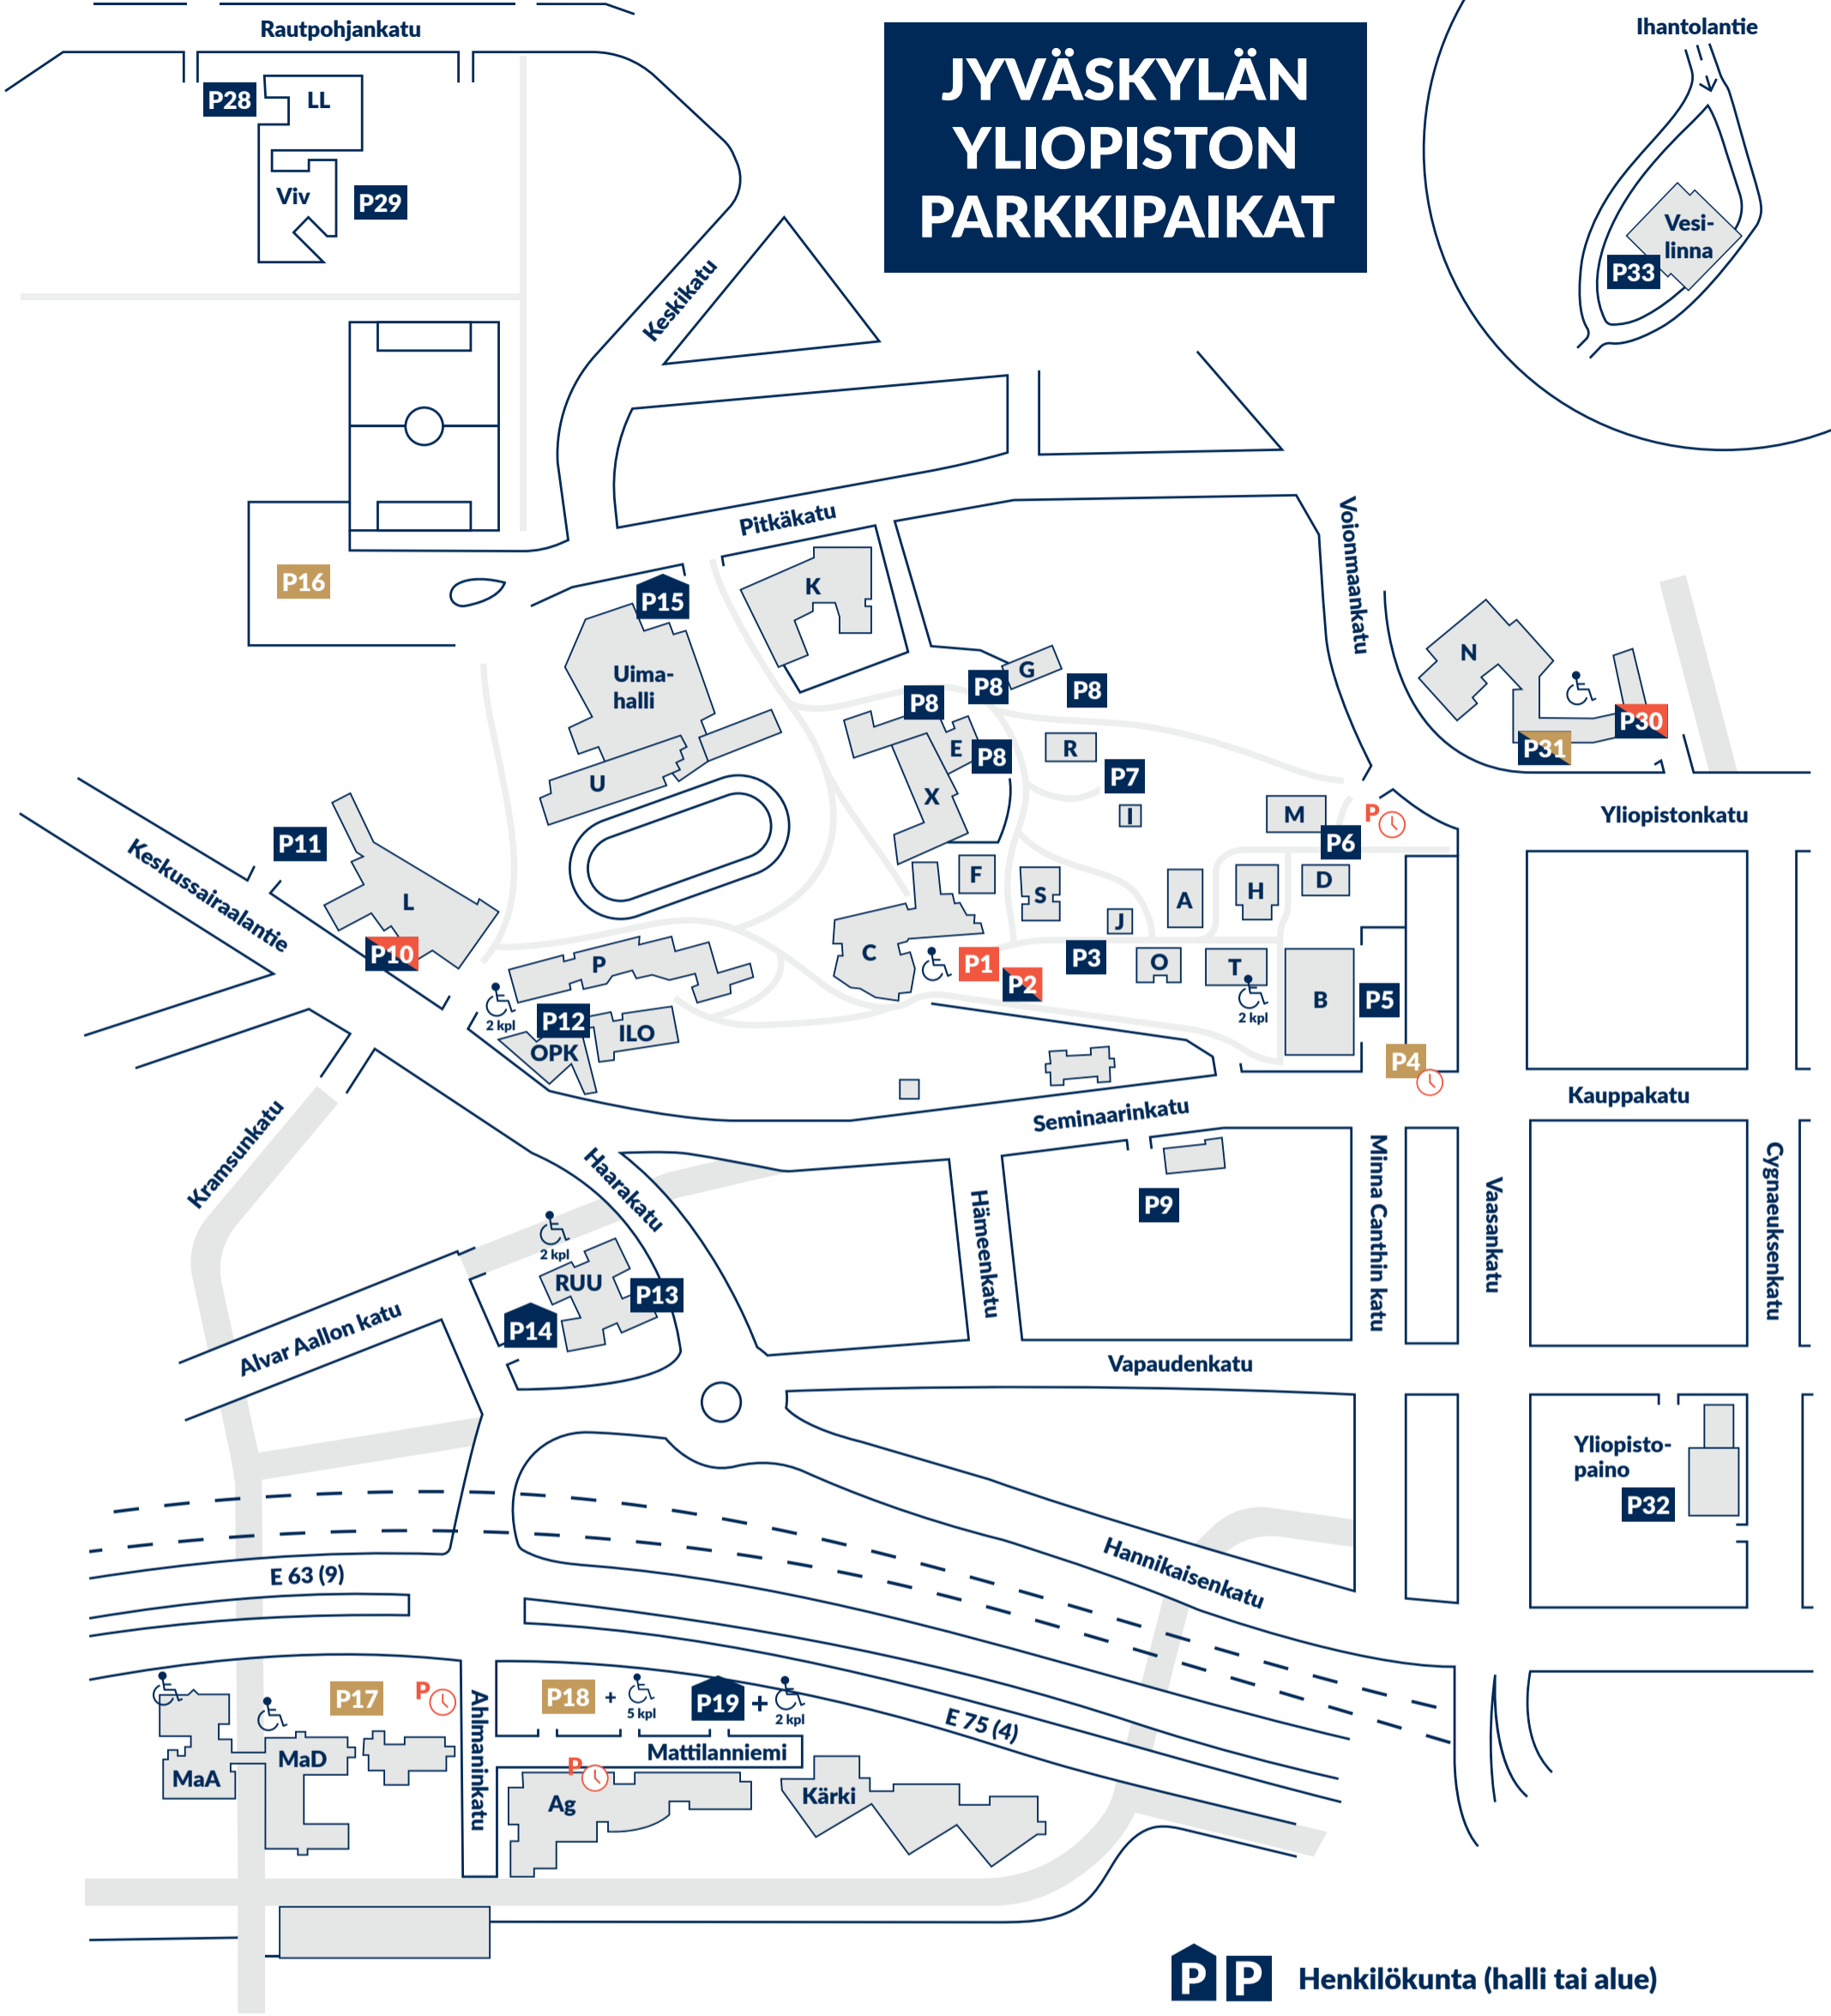 JYVÄSKYLÄN
YLIOPISTON
PARKKIPAIKAT
Rautpohjankatu
Ihantolantie
P28
LL
Viv
P29
Vesi-
linna
P33
Keskikatu
Pitkäkatu
Voionmaankatu
P16
P15
K
Uima-
halli
G
P8
P8
P8
N
P30
P31
E
P8
R
P7
U
X
I
M
P
P6
Yliopistonkatu
P11
Keskussairaalantie
L
P10
F
S
J
A
H
D
C
P1
P2
P3
O
T
2 kpl
B
P5
P4
P
2 kpl
P12
OPK
ILO
Kauppakatu
Seminaarinkatu
Kramsunkatu
Haarakatu
Hämeenkatu
P9
Minna Canthin katu
Vaasankatu
Cygnaeuksenkatu
2 kpl
RUU
P13
P14
Alvar Aallon katu
Vapaudenkatu
Yliopisto-
paino
P32
Hannikaisenkatu
E 63 (9)
E 75 (4)
P17
P
Ahlmaninkatu
P18 +
5 kpl
P19 +
2 kpl
Mattilanniemi
MaA
MaD
P
Ag
Kärki
P P Henkilökunta (halli tai alue)